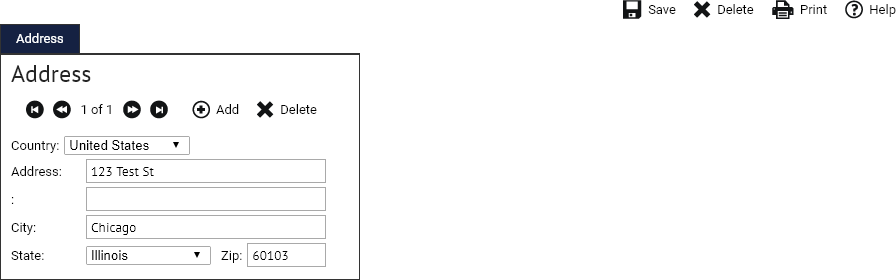 Save Delete Print Help
Address
Address
1 of 1 Add Delete
Country: United States
Address: 123 Test St
:
City: Chicago
State: Illinois Zip: 60103